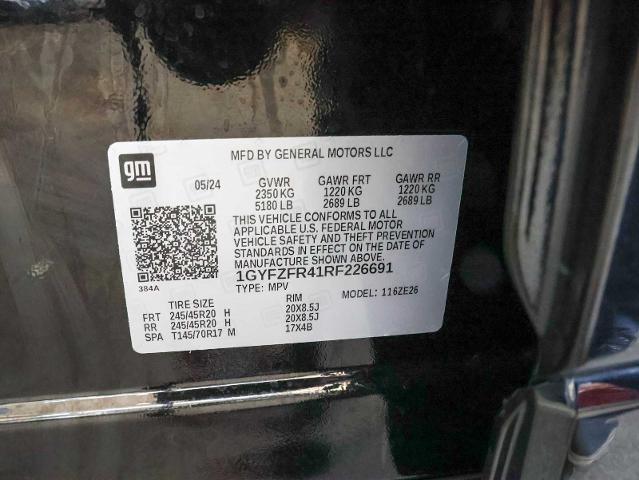 gm
MFD BY GENERAL MOTORS LLC
05/24 GVWR GAWR FRT GAWR RR
2350 KG 1220 KG 1220 KG
5180 LB 2689 LB 2689 LB
THIS VEHICLE CONFORMS TO ALL
APPLICABLE U.S. FEDERAL MOTOR
VEHICLE SAFETY AND THEFT PREVENTION
STANDARDS IN EFFECT ON THE DATE OF
MANUFACTURE SHOWN ABOVE.
1GYFZFR41RF226691
384A
TYPE: MPV MODEL: 116ZE26
TIRE SIZE RIM
FRT 245/45R20 H 20X8.5J
RR 245/45R20 H 20X8.5J
SPA T145/70R17 M 17X4B